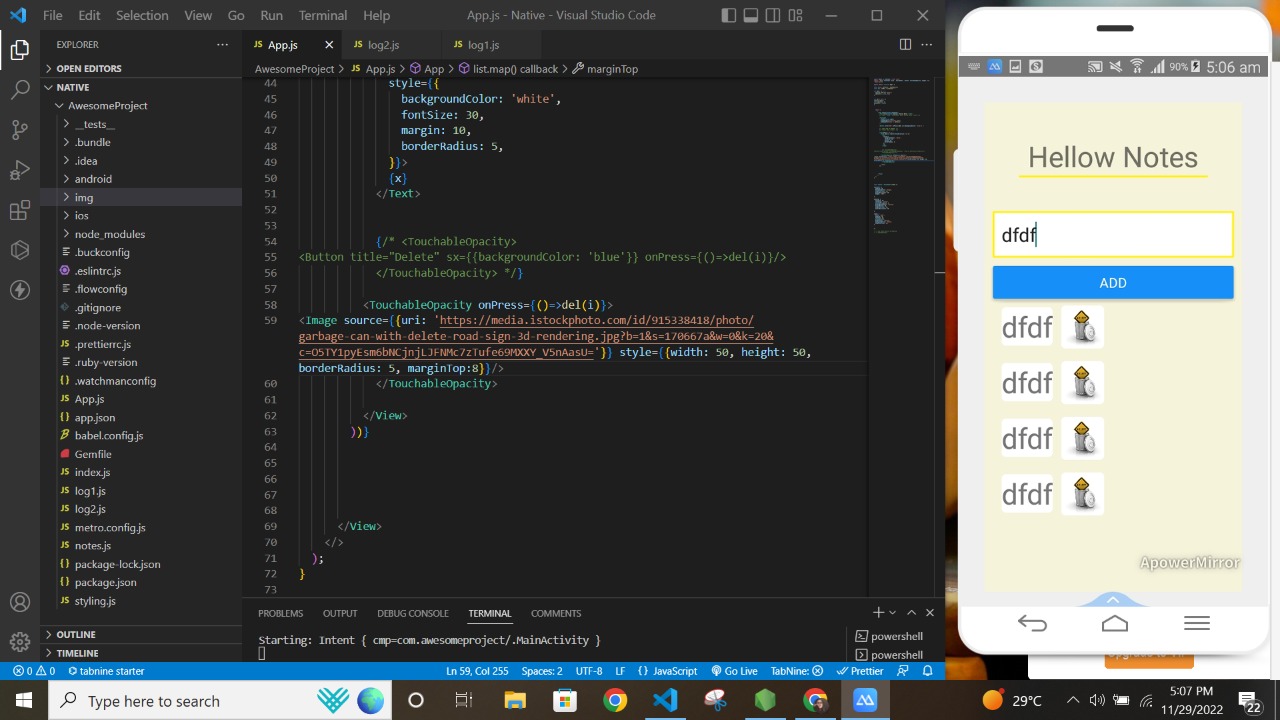 File Edit Selection View Go Run Terminal Help App.js - Native - Visual Studio Code
EXPLORER
OPEN EDITORS
NATIVE
AwesomeProject
__tests__
.bundle
.idea
android
img
ios
node_modules
.buckconfig
.eslintrc.js
.flowconfig
.gitignore
.node-version
.prettierrc.js
.ruby-version
.watchmanconfig
App.js
app.json
babel.config.js
Gemfile
index.js
log1.js
log2.js
metro.config.js
notes.js
package-lock.json
package.json
styling.js
OUTLINE
TIMELINE
JS App.js JS log2.js JS log1.js
AwesomeProject > JS App.js > App > list.map() callback > marginTop
44 style={{
45 backgroundColor: 'white',
46 fontSize: 30,
47 margin: 10,
48 borderRadius: 5,
49 }}>
50 {x}
51 </Text>
52
53
54 {/* <TouchableOpacity>
55 <Button title="Delete" sx={{backgroundColor: 'blue'}} onPress={()=>del(i)}/>
56 </TouchableOpacity> */}
57
58 <TouchableOpacity onPress={()=>del(i)}>
59 <Image source={{uri: 'https://media.istockphoto.com/id/915338418/photo/
garbage-can-with-delete-road-sign-3d-rendering.jpg?b=1&s=170667a&w=0&k=20&
borderRadius: 5, marginTop:8}}/>
60 </TouchableOpacity>
61
62 </View>
63 ))}
64
65
66
67
68
69 </View>
70 </>
71 );
72 }
73
PROBLEMS OUTPUT DEBUG CONSOLE TERMINAL COMMENTS
Starting: Intent { cmp=com.awesomeproject/.MainActivity }
powershell
powershell
0 0 tabnine starter Ln 59, Col 255 Spaces: 2 UTF-8 LF {} JavaScript Go Live TabNine: Prettier
90% 5:06 am
Hellow Notes
dfdf
ADD
dfdf
dfdf
dfdf
dfdf
ApowerMirror
Type here to search
29°C
5:07 PM
11/29/2022
22